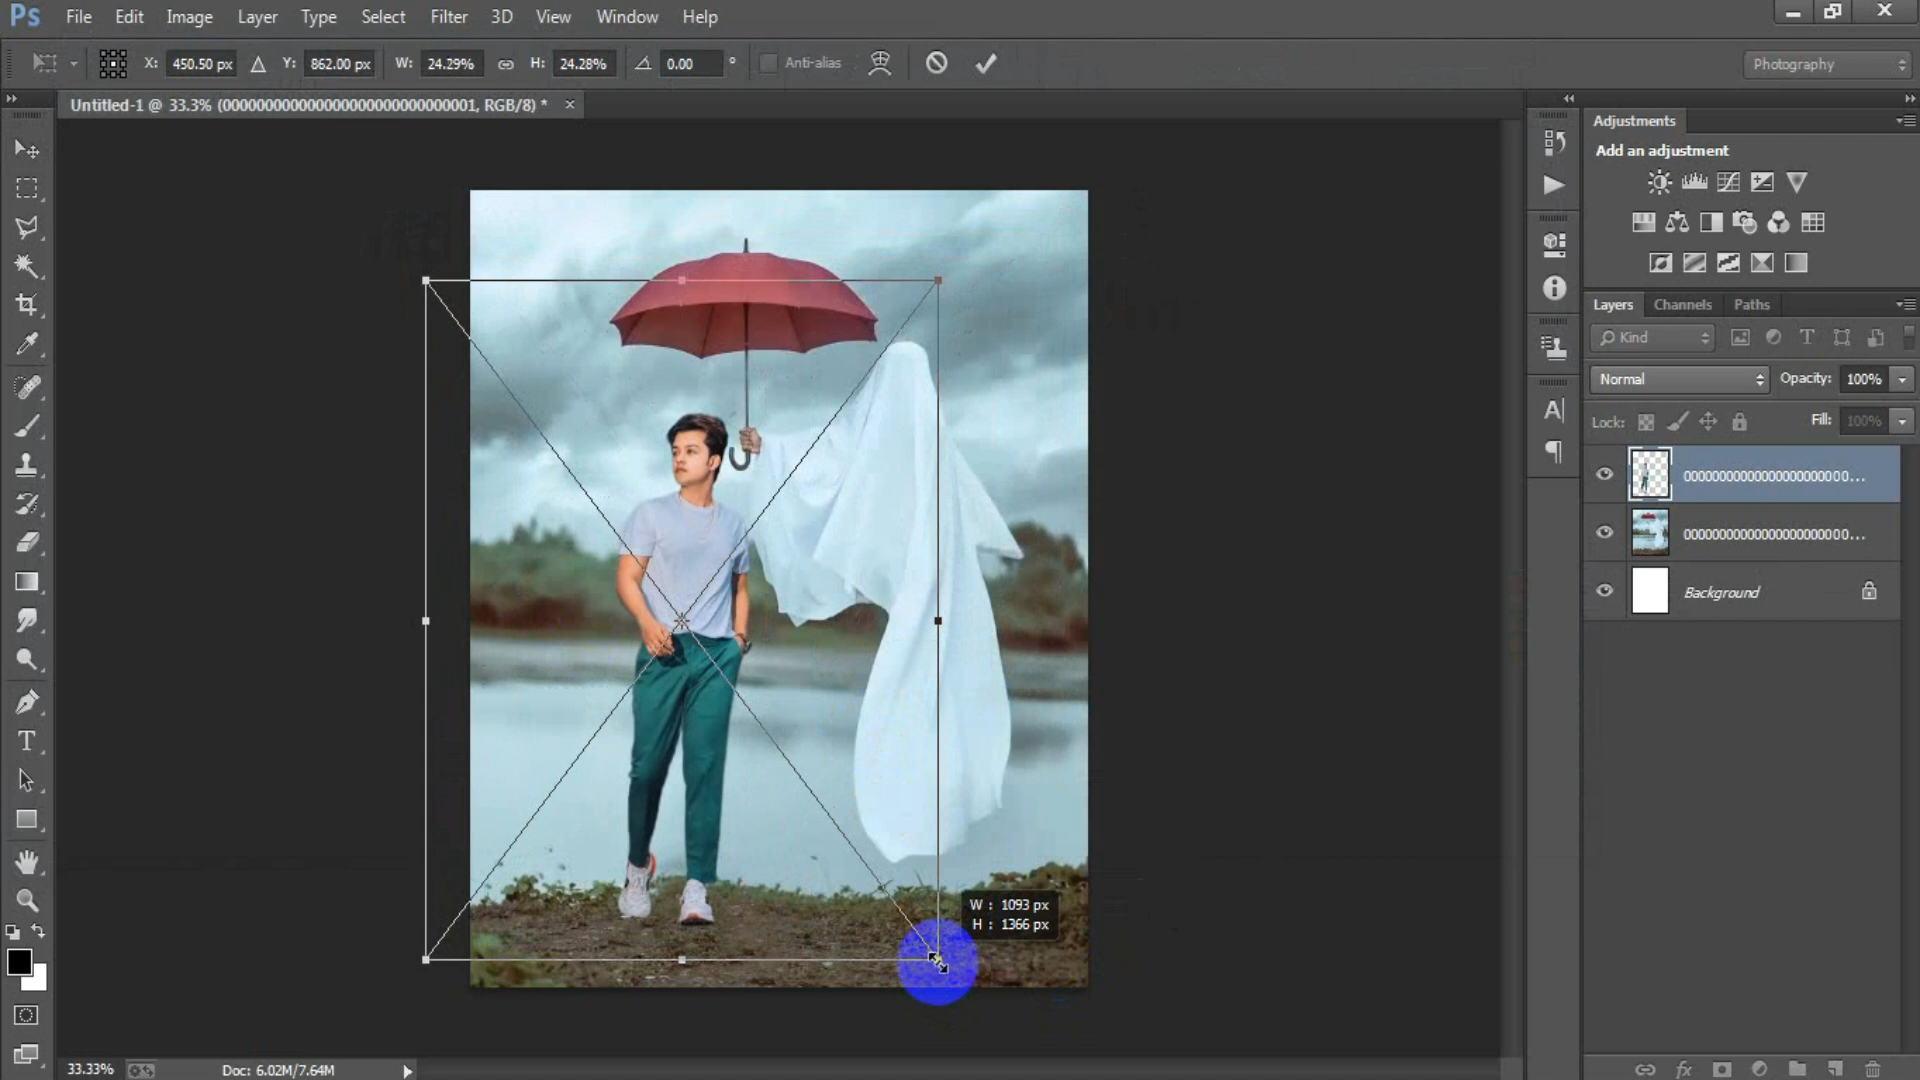 Ps File Edit Image Layer Type Select Filter 3D View Window Help
X: 450.50 px Y: 862.00 px W: 24.29% H: 24.28% 0.00 ° Anti-alias Photography
Untitled-1 @ 33.3% (0000000000000000000000000000001, RGB/8) * ×
Adjustments
Add an adjustment
Layers Channels Paths
Kind
Normal Opacity: 100%
Lock: Fill: 100%
000000000000000000000000...
000000000000000000000000...
Background
W : 1093 px
H : 1366 px
33.33% Doc: 6.02M/7.64M